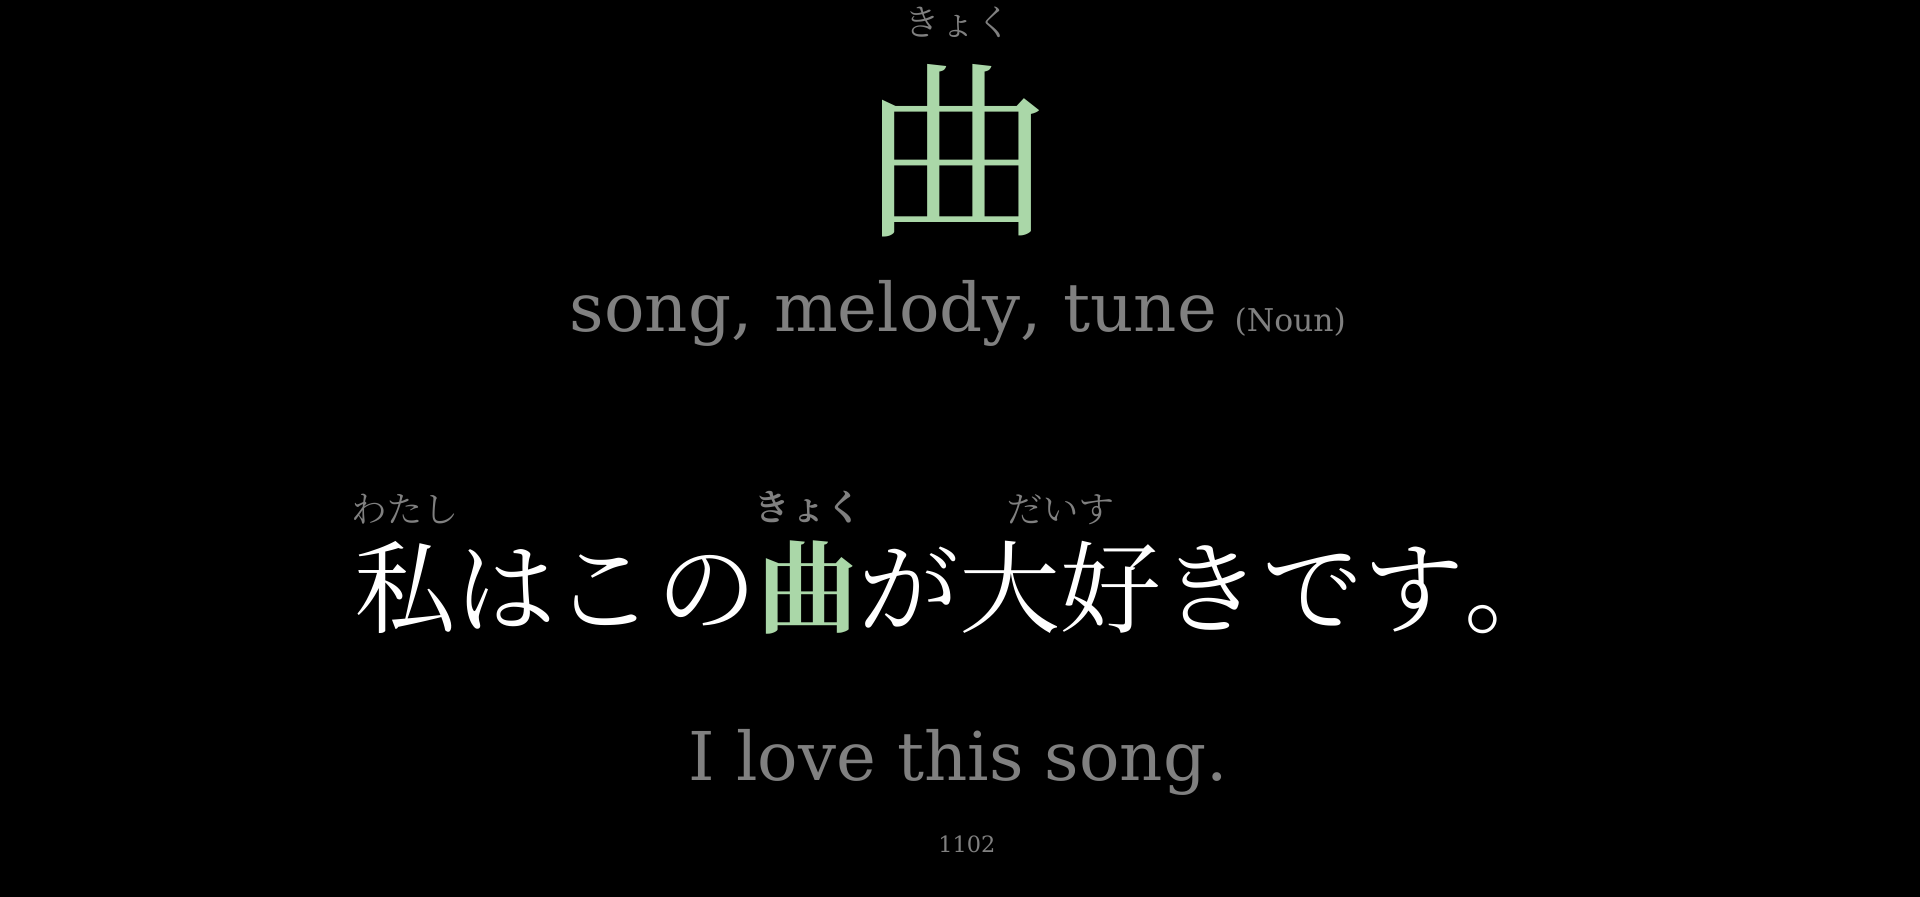 きょく
曲
song, melody, tune (Noun)
わたし きょく だいす
私はこの曲が大好きです。
I love this song.
1102